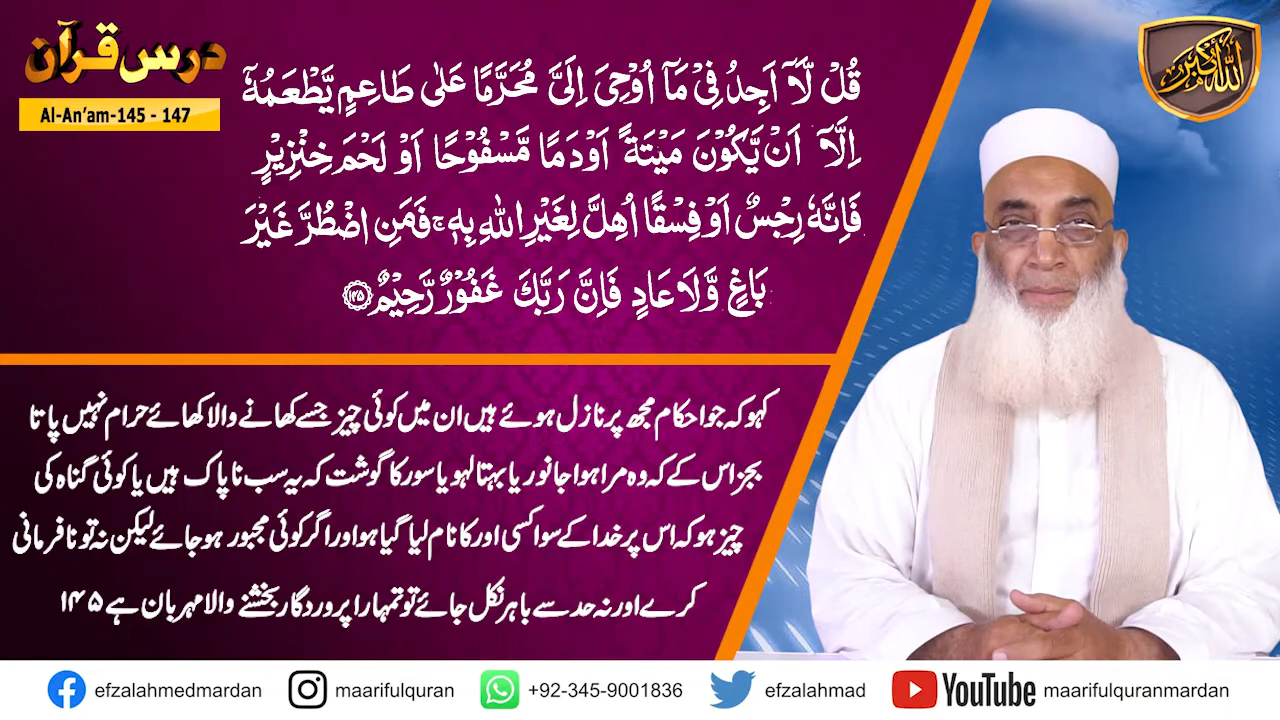 درس قرآن
Al-An'am-145 - 147
قُلْ لَّاۤ اَجِدُ فِیْ مَاۤ اُوْحِیَ اِلَیَّ مُحَرَّمًا عَلٰی طَاعِمٍ یَّطْعَمُهٗۤ
اِلَّاۤ اَنْ یَّكُوْنَ مَیْتَةً اَوْ دَمًا مَّسْفُوْحًا اَوْ لَحْمَ خِنْزِیْرٍ
فَاِنَّهٗ رِجْسٌ اَوْ فِسْقًا اُهِلَّ لِغَیْرِ اللّٰهِ بِهٖ ۚ فَمَنِ اضْطُرَّ غَیْرَ
بَاغٍ وَّ لَا عَادٍ فَاِنَّ رَبَّكَ غَفُوْرٌ رَّحِیْمٌ ۱۴۵
الله أكبر
کہو کہ جو احکام مجھ پر نازل ہوئے ہیں ان میں کوئی چیز جسے کھانے والا کھائے حرام نہیں پاتا
بجز اس کے کہ وہ مرا ہوا جانور یا بہتا لہو یا سور کا گوشت کہ یہ سب ناپاک ہیں یا کوئی گناہ کی
چیز ہو کہ اس پر خدا کے سوا کسی اور کا نام لیا گیا ہو اور اگر کوئی مجبور ہو جائے لیکن نہ تو نافرمانی
کرے اور نہ حد سے باہر نکل جائے تو تمہارا پروردگار بخشنے والا مہربان ہے ۱۴۵
efzalahmedmardan
maarifulquran
+92-345-9001836
efzalahmad
YouTube maarifulquranmardan